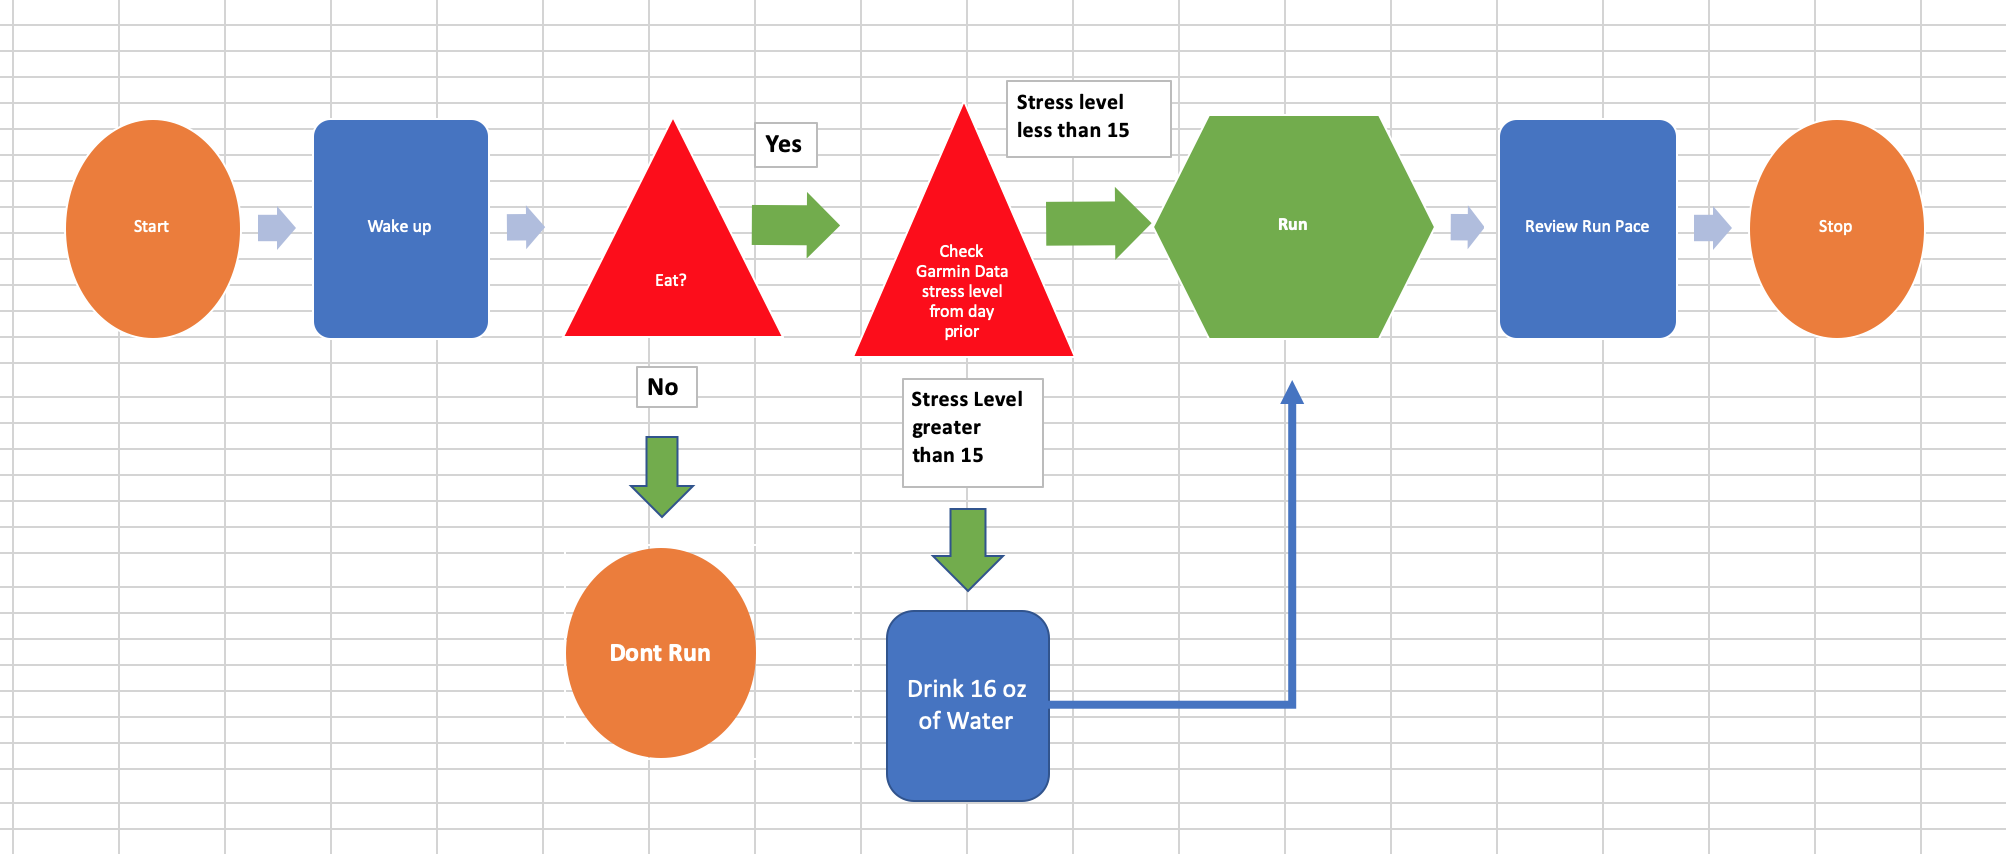 Start
Wake up
Eat?
Yes
No
Dont Run
Check
Garmin Data
stress level
from day
prior
Stress level
less than 15
Stress Level
greater
than 15
Drink 16 oz
of Water
Run
Review Run Pace
Stop